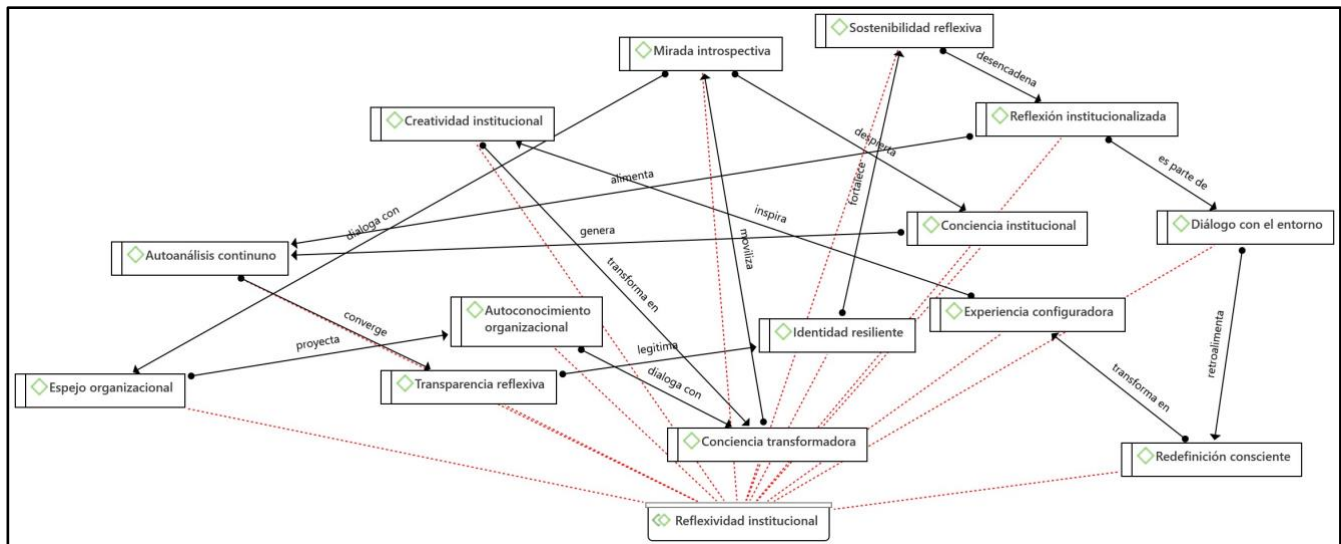 Sostenibilidad reflexiva
Mirada introspectiva
desencadena
Creatividad institucional
Reflexión institucionalizada
despierta
alimenta
fortalece
es parte de
inspira
dialoga con
Conciencia institucional
Diálogo con el entorno
genera
Autoanálisis continuno
moviliza
transforma en
Autoconocimiento
organizacional
Experiencia configuradora
converge
Identidad resiliente
proyecta
legitima
retroalimenta
Espejo organizacional
Transparencia reflexiva
dialoga con
transforma en
Conciencia transformadora
Redefinición consciente
Reflexividad institucional